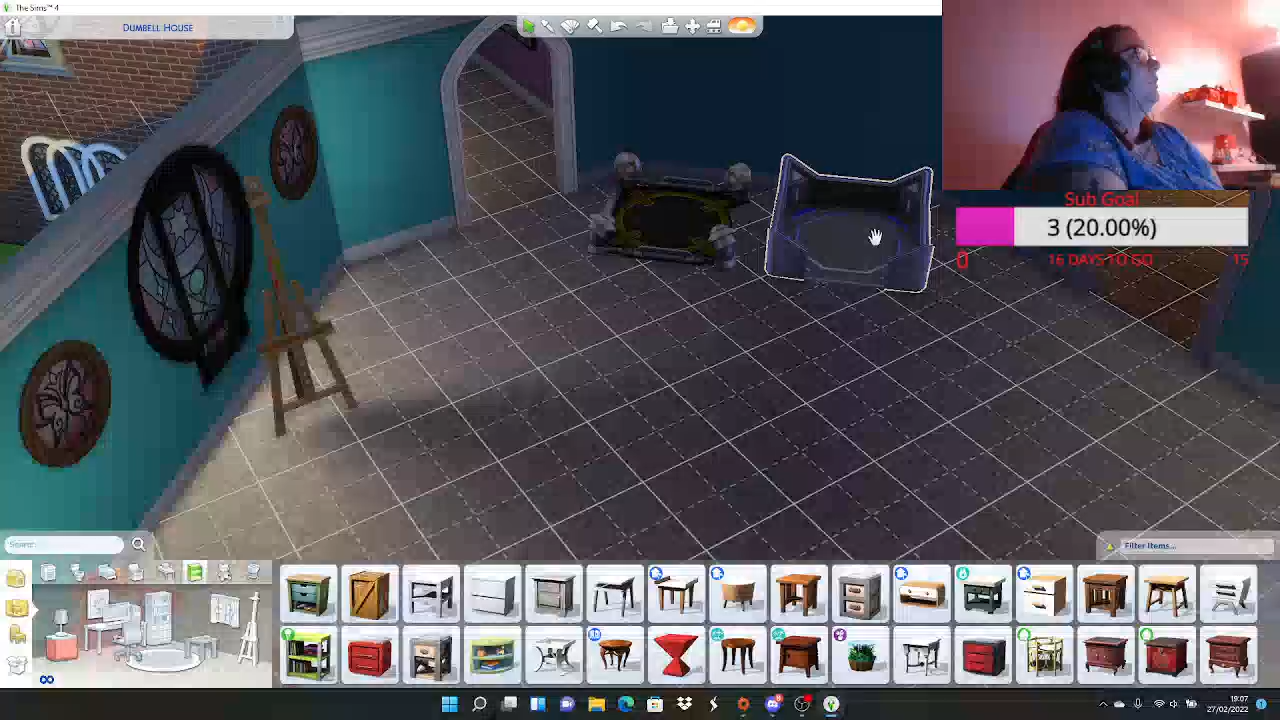 The Sims™ 4
DUMBELL HOUSE
Sub Goal
3 (20.00%)
0
16 DAYS TO GO
15
Search
Filter Items...
19:07
27/02/2022